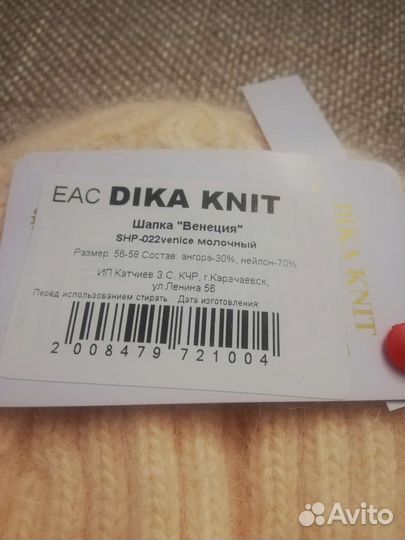 EAC DIKA KNIT
Шапка "Венеция"
SHP-022venice молочный
Размер: 56-58 Состав: ангора-30%, нейлон-70%
ИП Катчиев З.С. КЧР, г.Карачаевск,
ул.Ленина 56
Перед использованием стирать Дата изготовления:
2 008479 721004
DIKA KNIT
Avito